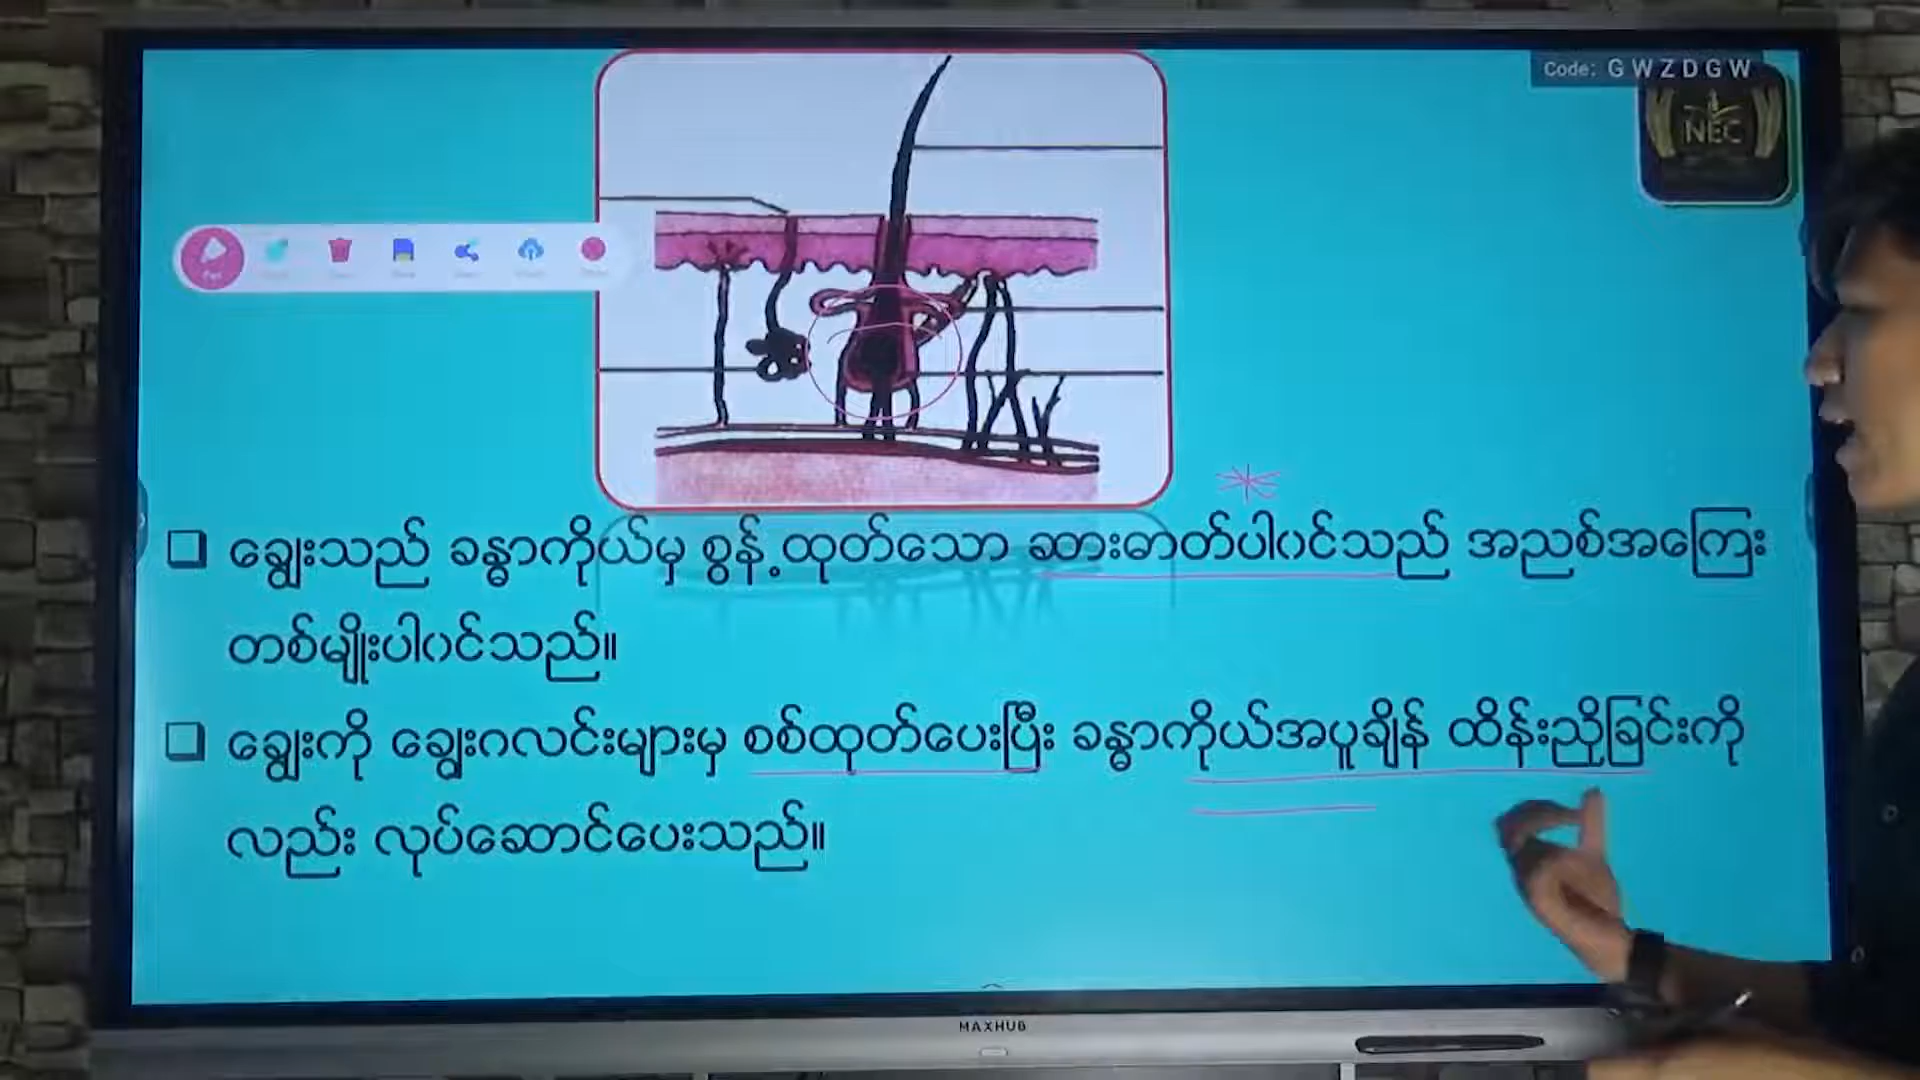 Code: GWZDGW
NEC
ချွေးသည် ခန္ဓာကိုယ်မှ စွန့်ထုတ်သော ဆားဓာတ်ပါဝင်သည် အညစ်အကြေး
တစ်မျိုးပါဝင်သည်။
ချွေးကို ချွေးဂလင်းများမှ စစ်ထုတ်ပေးပြီး ခန္ဓာကိုယ်အပူချိန် ထိန်းညှိခြင်းကို
လည်း လုပ်ဆောင်ပေးသည်။
MAXHUB